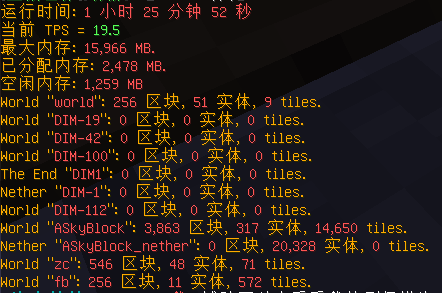 运行时间: 1 小时 25 分钟 52 秒
当前 TPS = 19.5
最大内存: 15,966 MB.
已分配内存: 2,478 MB.
空闲内存: 1,259 MB
World "world": 256 区块, 51 实体, 9 tiles.
World "DIM-19": 0 区块, 0 实体, 0 tiles.
World "DIM-42": 0 区块, 0 实体, 0 tiles.
World "DIM-100": 0 区块, 0 实体, 0 tiles.
The End "DIM1": 0 区块, 0 实体, 0 tiles.
Nether "DIM-1": 0 区块, 0 实体, 0 tiles.
World "DIM-112": 0 区块, 0 实体, 0 tiles.
World "ASkyBlock": 3,863 区块, 317 实体, 14,650 tiles.
Nether "ASkyBlock_nether": 0 区块, 20,328 实体, 0 tiles.
World "zc": 546 区块, 48 实体, 71 tiles.
World "fb": 256 区块, 11 实体, 572 tiles.